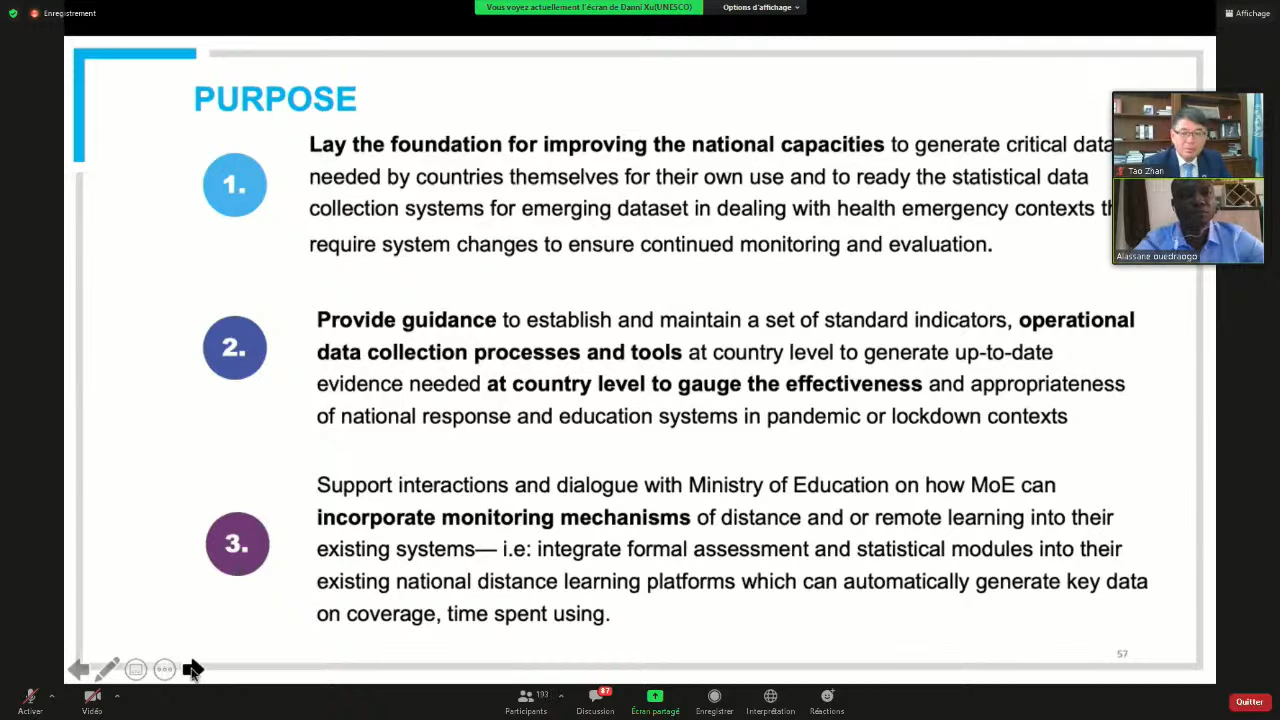 Enregistrement
Vous voyez actuellement l'écran de Danni Xu(UNESCO)
Options d'affichage
Affichage
PURPOSE
1.
Lay the foundation for improving the national capacities to generate critical data
needed by countries themselves for their own use and to ready the statistical data
collection systems for emerging dataset in dealing with health emergency contexts
require system changes to ensure continued monitoring and evaluation.
Tao Zhan
Alassane ouedraogo
2.
Provide guidance to establish and maintain a set of standard indicators, operational
data collection processes and tools at country level to generate up-to-date
evidence needed at country level to gauge the effectiveness and appropriateness
of national response and education systems in pandemic or lockdown contexts
3.
Support interactions and dialogue with Ministry of Education on how MoE can
incorporate monitoring mechanisms of distance and or remote learning into their
existing systems— i.e: integrate formal assessment and statistical modules into their
existing national distance learning platforms which can automatically generate key data
on coverage, time spent using.
57
Activer
Vidéo
193
Participants
87
Discussion
Écran partagé
Enregistrer
Interprétation
Réactions
Quitter